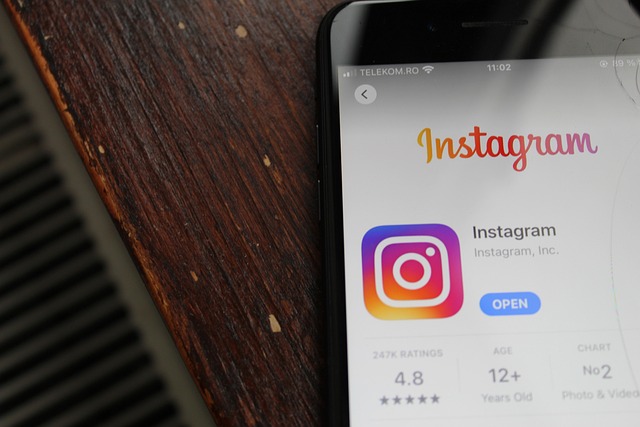 TELEKOM.RO 11:02 89 %
Instagram
Instagram
Instagram, Inc.
OPEN
247K RATINGS AGE CHART
4.8 12+ No2
★★★★★ Years Old Photo & Video